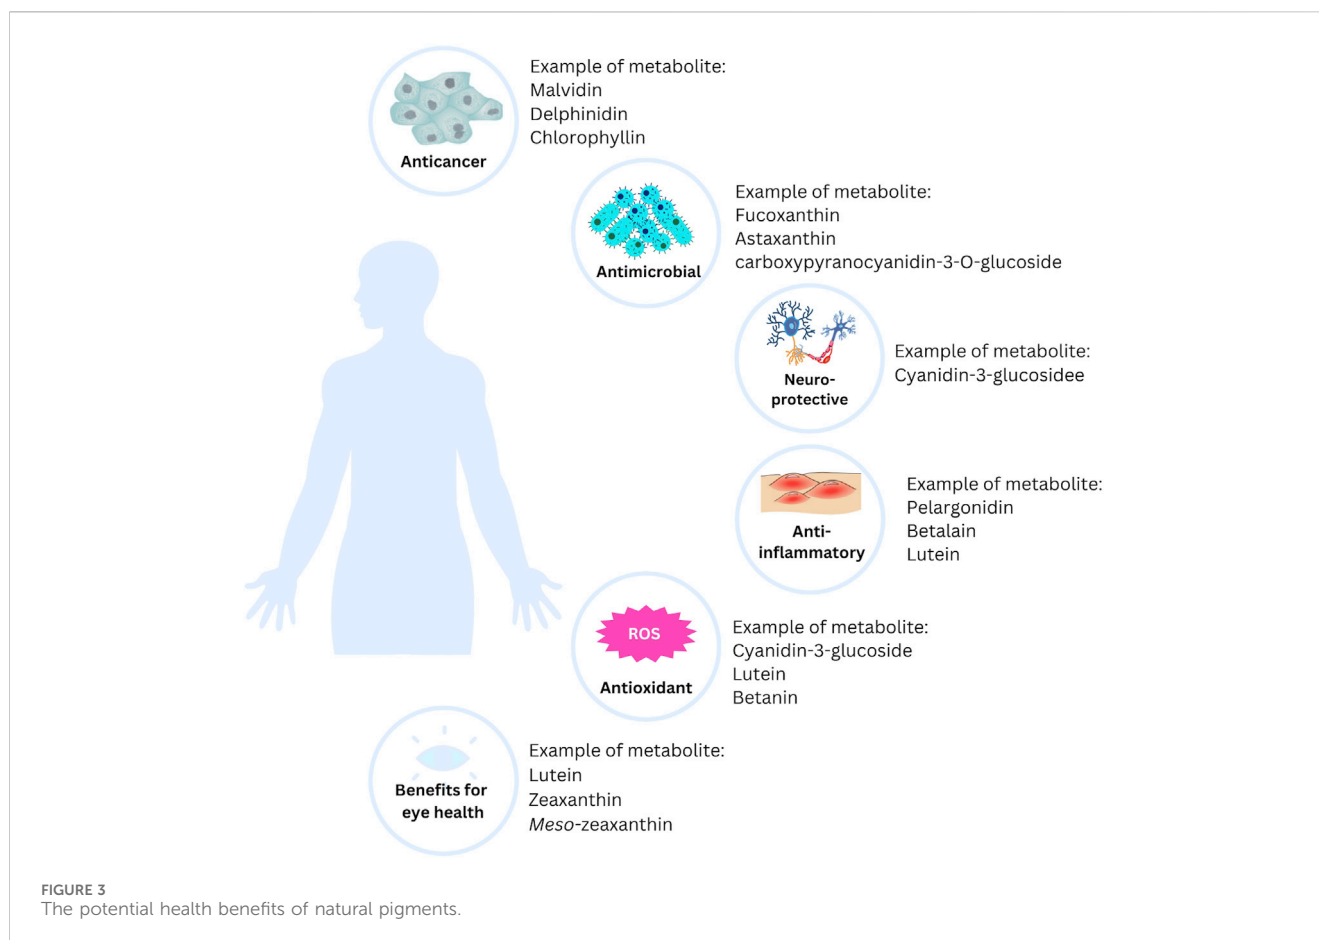 Example of metabolite:
Malvidin
Delphinidin
Chlorophyllin
Anticancer
Example of metabolite:
Fucoxanthin
Astaxanthin
carboxypyranocyanidin-3-O-glucoside
Antimicrobial
Example of metabolite:
Cyanidin-3-glucosidee
Neuro-
protective
Example of metabolite:
Pelargonidin
Betalain
Lutein
Anti-
inflammatory
Example of metabolite:
Cyanidin-3-glucoside
Lutein
Betanin
ROS
Antioxidant
Example of metabolite:
Lutein
Zeaxanthin
Meso-zeaxanthin
Benefits for
eye health
FIGURE 3
The potential health benefits of natural pigments.